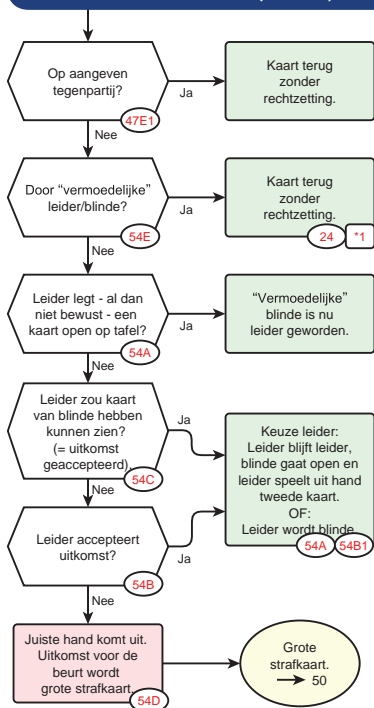 Op aangeven
tegenpartij?
47E1
Ja
Kaart terug
zonder
rechtzetting.
Nee
Door “vermoedelijke”
leider/blinde?
54E
Ja
Kaart terug
zonder
rechtzetting.
24
*1
Nee
Leider legt - al dan
niet bewust - een
kaart open op tafel?
54A
Ja
“Vermoedelijke”
blinde is nu
leider geworden.
Nee
Leider zou kaart
van blinde hebben
kunnen zien?
(= uitkomst
geaccepteerd).
54C
Ja
Keuze leider:
Leider blijft leider,
blinde gaat open en
leider speelt uit hand
tweede kaart.
OF:
Leider wordt blinde
54A
54B1
Nee
Leider accepteert
uitkomst?
54B
Ja
Nee
Juiste hand komt uit.
Uitkomst voor de
beurt wordt
grote strafkaart.
54D
Grote
strafkaart.
→ 50